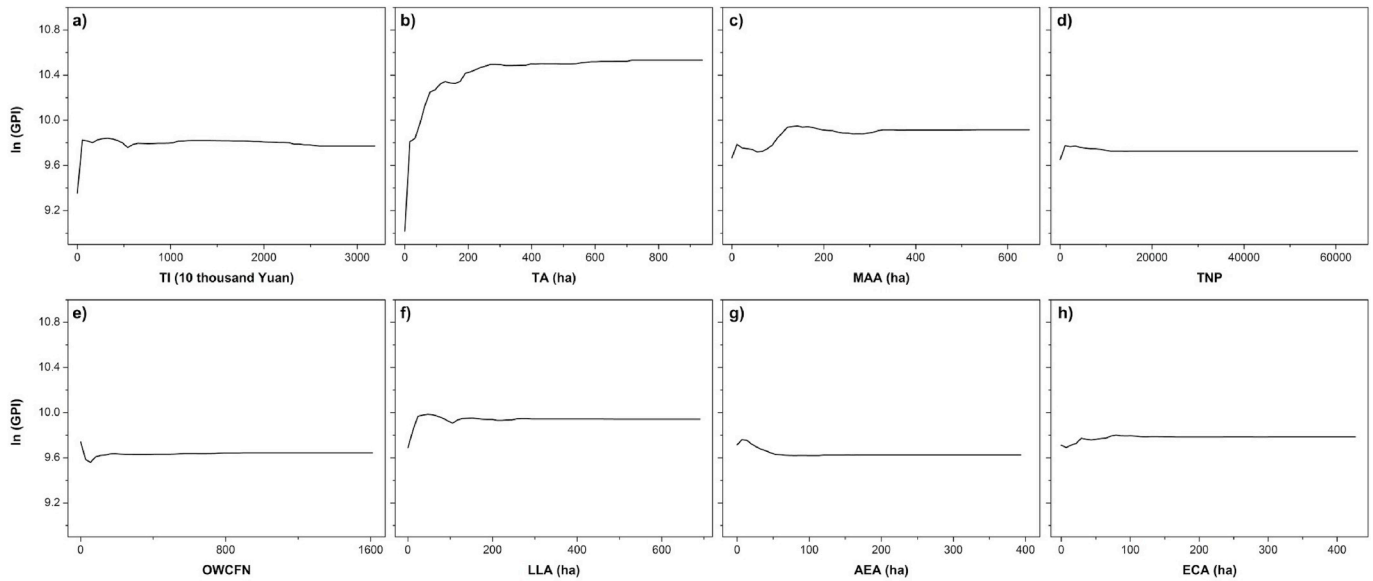 a)
b)
c)
d)
10.8
10.4
10.0
9.6
9.2
ln (GPI)
0 1000 2000 3000
TI (10 thousand Yuan)
0 200 400 600 800
TA (ha)
0 200 400 600
MAA (ha)
0 20000 40000 60000
TNP
e)
f)
g)
h)
10.8
10.4
10.0
9.6
9.2
ln (GPI)
0 800 1600
OWCFN
0 200 400 600
LLA (ha)
0 100 200 300 400
AEA (ha)
0 100 200 300 400
ECA (ha)